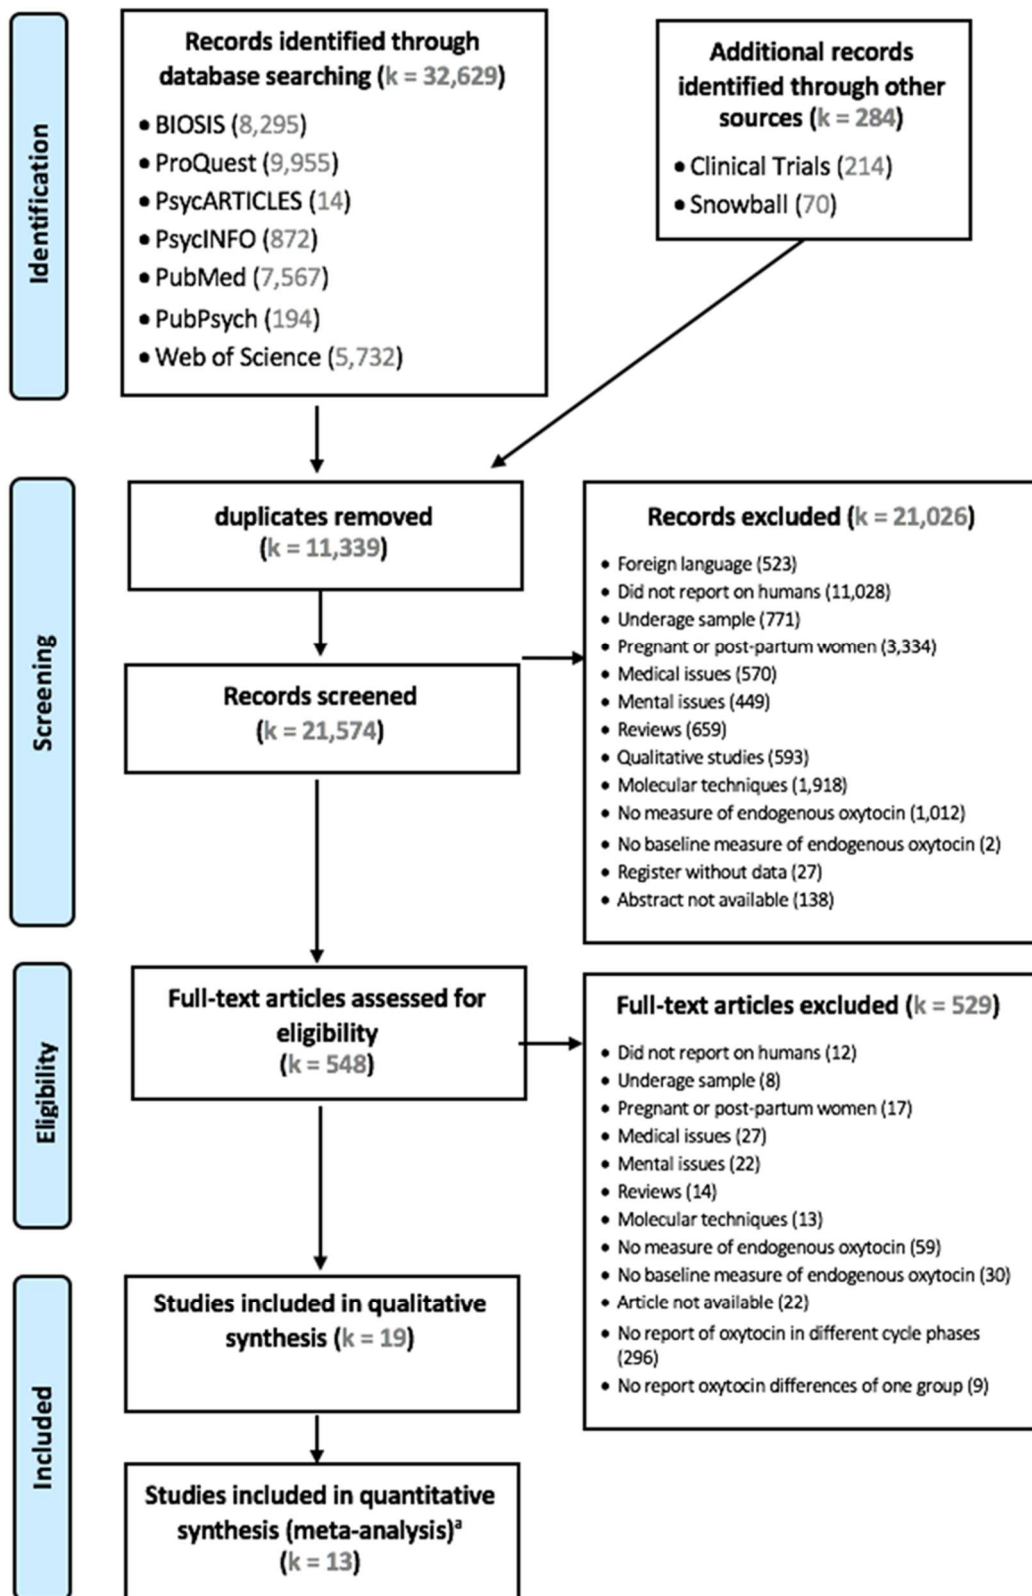 Identification
Records identified through
database searching (k = 32,629)
• BIOSIS (8,295)
• ProQuest (9,955)
• PsycARTICLES (14)
• PsycINFO (872)
• PubMed (7,567)
• PubPsych (194)
• Web of Science (5,732)
Additional records
identified through other
sources (k = 284)
• Clinical Trials (214)
• Snowball (70)
Screening
duplicates removed
(k = 11,339)
Records screened
(k = 21,574)
Records excluded (k = 21,026)
• Foreign language (523)
• Did not report on humans (11,028)
• Underage sample (771)
• Pregnant or post-partum women (3,334)
• Medical issues (570)
• Mental issues (449)
• Reviews (659)
• Qualitative studies (593)
• Molecular techniques (1,918)
• No measure of endogenous oxytocin (1,012)
• No baseline measure of endogenous oxytocin (2)
• Register without data (27)
• Abstract not available (138)
Eligibility
Full-text articles assessed for
eligibility
(k = 548)
Full-text articles excluded (k = 529)
• Did not report on humans (12)
• Underage sample (8)
• Pregnant or post-partum women (17)
• Medical issues (27)
• Mental issues (22)
• Reviews (14)
• Molecular techniques (13)
• No measure of endogenous oxytocin (59)
• No baseline measure of endogenous oxytocin (30)
• Article not available (22)
• No report of oxytocin in different cycle phases
(296)
• No report oxytocin differences of one group (9)
Included
Studies included in qualitative
synthesis (k = 19)
Studies included in quantitative
synthesis (meta-analysis)ᵃ
(k = 13)